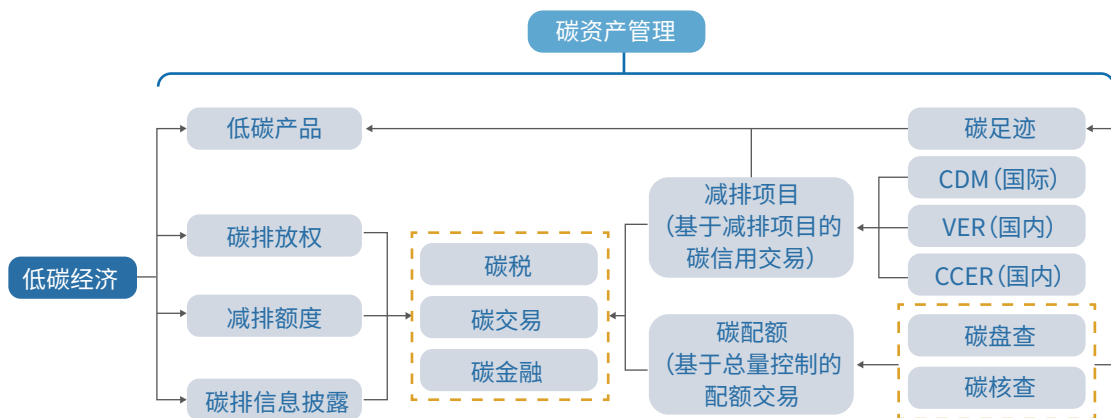 碳资产管理
低碳产品
碳足迹
CDM(国际)
减排项目
(基于减排项目的
碳信用交易)
VER(国内)
CCER(国内)
碳排放权
低碳经济
碳税
减排额度
碳交易
碳配额
(基于总量控制的
配额交易)
碳盘查
碳金融
碳核查
碳排信息披露